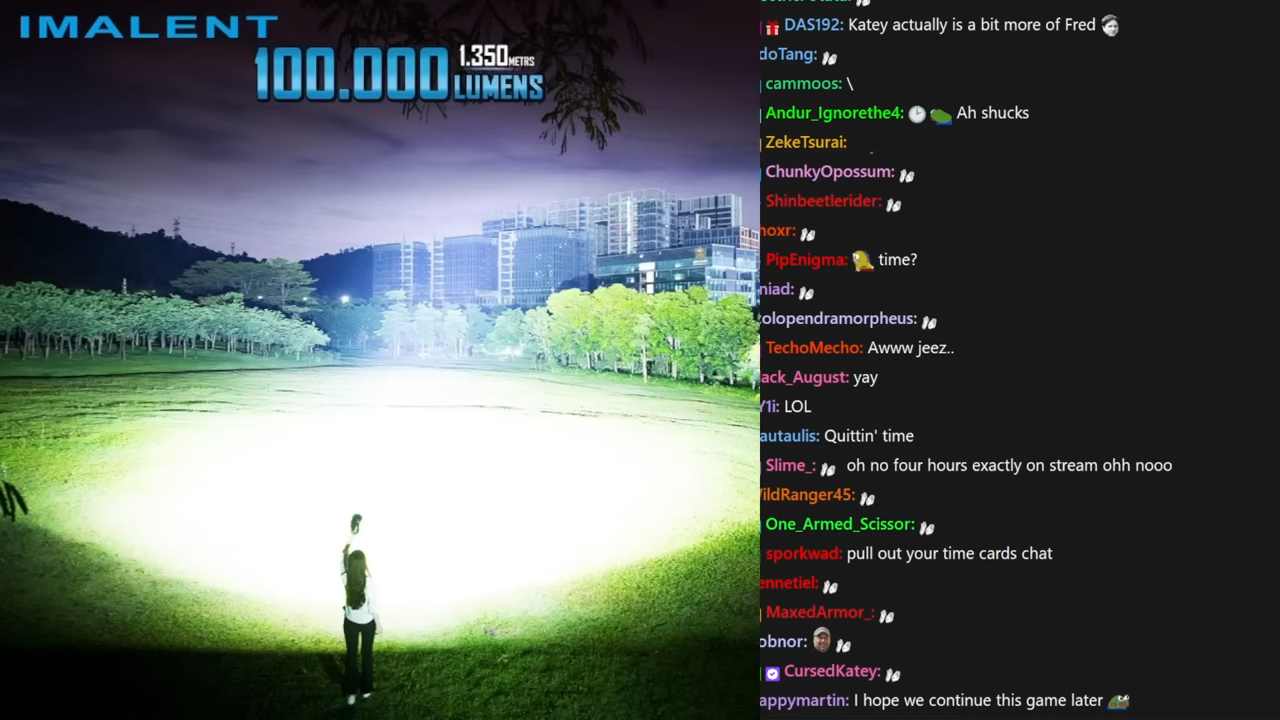 IMALENT
100.000 LUMENS
1.350 METRS
DAS192: Katey actually is a bit more of Fred
doTang:
cammoos: \
Andur_Ignorethe4: Ah shucks
ZekeTsurai:
ChunkyOpossum:
Shinbeetlerider:
noxr:
PipEnigma: time?
niad:
olopendramorpheus:
TechoMecho: Awww jeez..
ack_August: yay
Y1i: LOL
autaulis: Quittin' time
Slime_: oh no four hours exactly on stream ohh nooo
VildRanger45:
One_Armed_Scissor:
sporkwad: pull out your time cards chat
ennetiel:
MaxedArmor_:
obnor:
CursedKatey:
appymartin: I hope we continue this game later